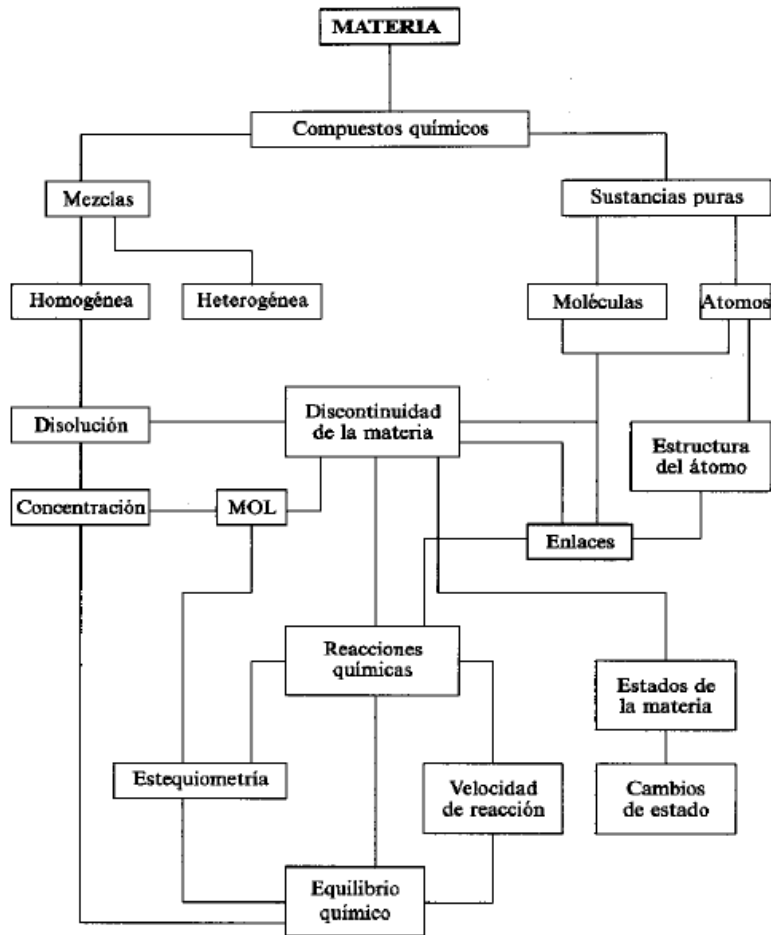 MATERIA
Compuestos químicos
Mezclas
Sustancias puras
Homogénea
Heterogénea
Moléculas
Atomos
Disolución
Discontinuidad
de la materia
Estructura
del átomo
Concentración
MOL
Enlaces
Reacciones
químicas
Estados de
la materia
Estequiometría
Velocidad
de reacción
Cambios
de estado
Equilibrio
químico